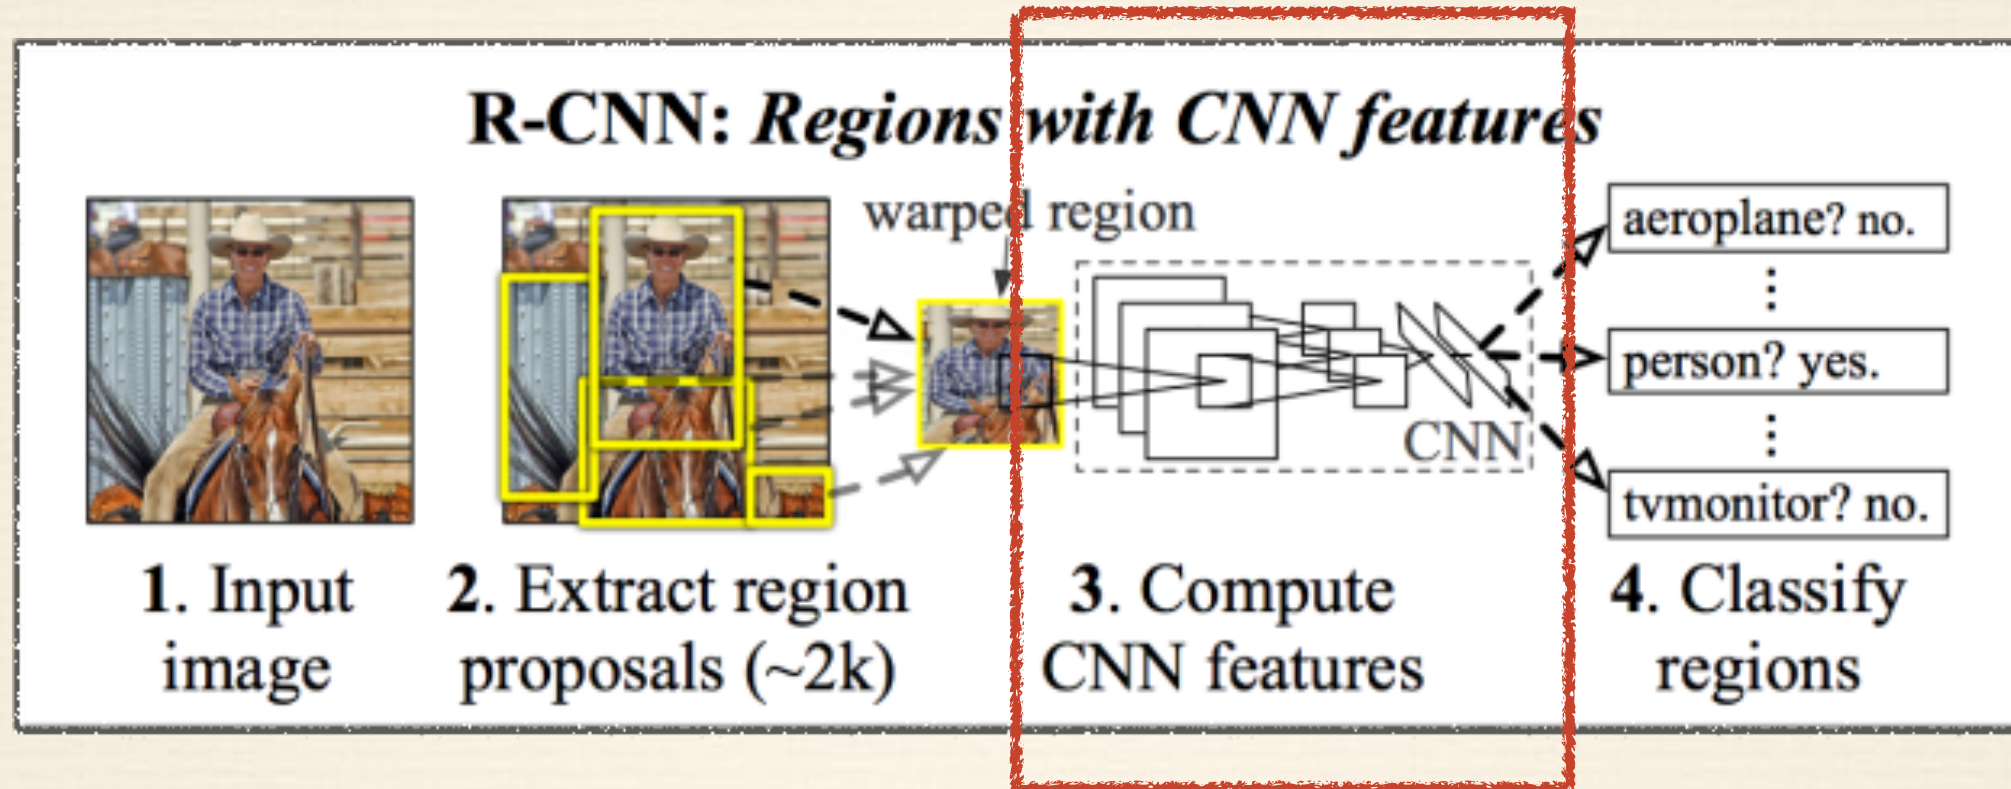 R-CNN: Regions with CNN features
warped region
aeroplane? no.
person? yes.
CNN
tvmonitor? no.
1. Input
image
2. Extract region
proposals (~2k)
3. Compute
CNN features
4. Classify
regions